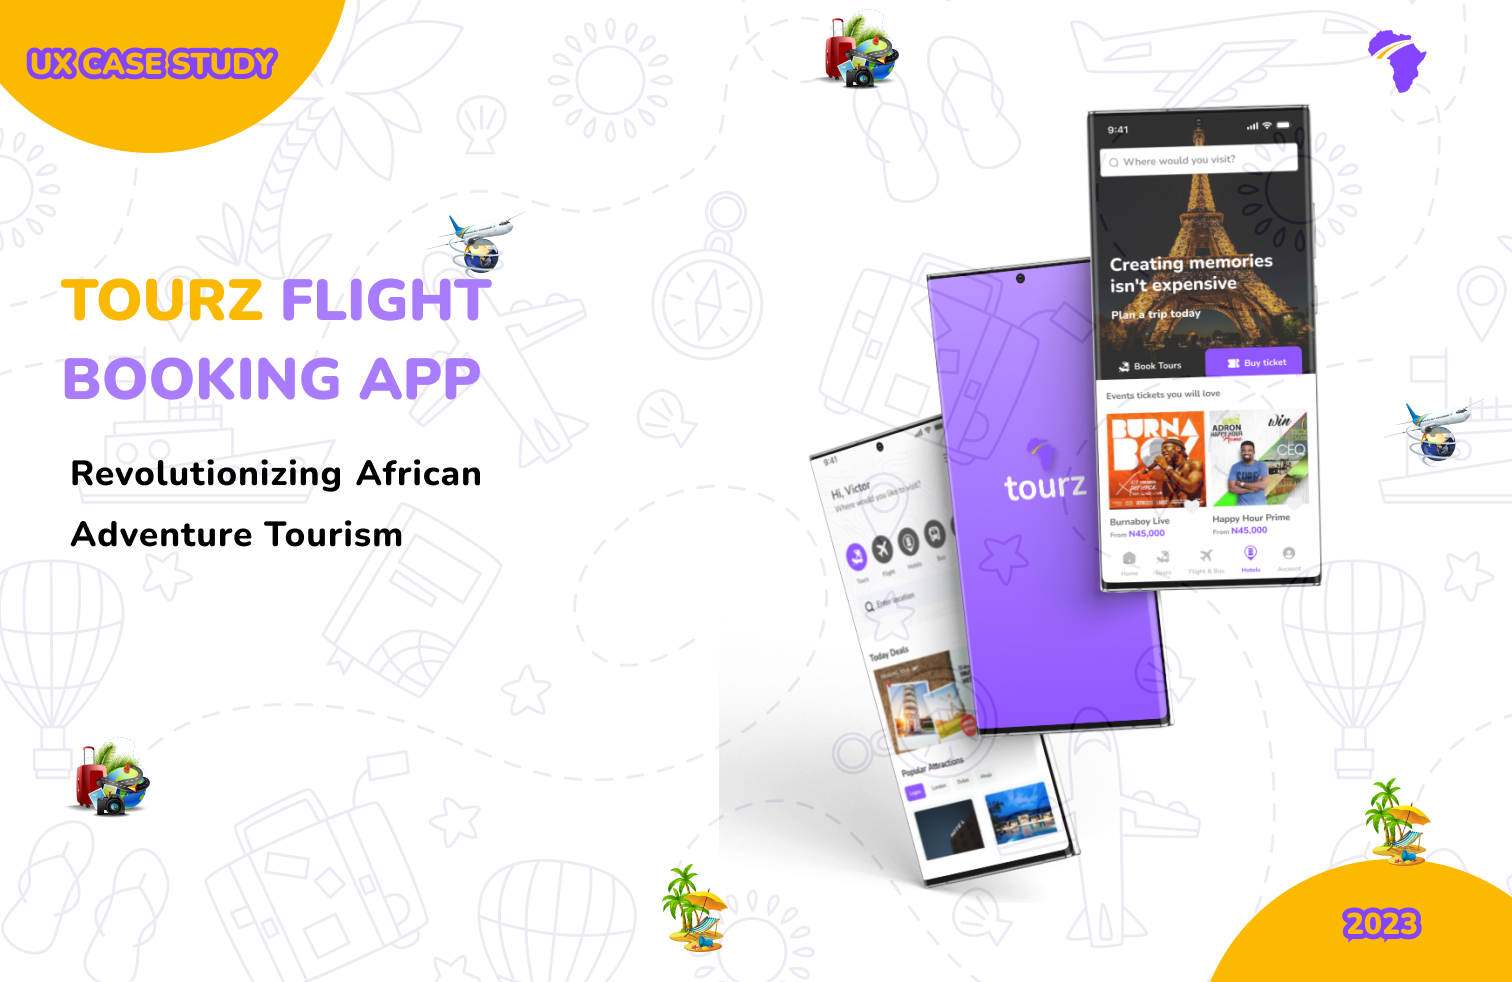 UX CASE STUDY
TOURZ FLIGHT
BOOKING APP
Revolutionizing African
Adventure Tourism
9:41
Hi, Victor
Where would you like to visit?
Tours
Flight
Hotels
Bus
Enter location
Today Deals
Popular Attractions
Lagos
London
Dubai
Abuja
tourz
9:41
Where would you visit?
Creating memories
isn't expensive
Plan a trip today
Book Tours
Buy ticket
Events tickets you will love
BURNA
BOY
ADRON
HAPPY HOUR
Win
CEO
Burnaboy Live
From N45,000
Happy Hour Prime
From N45,000
Home
Tours
Flight & Bus
Hotels
Account
2023